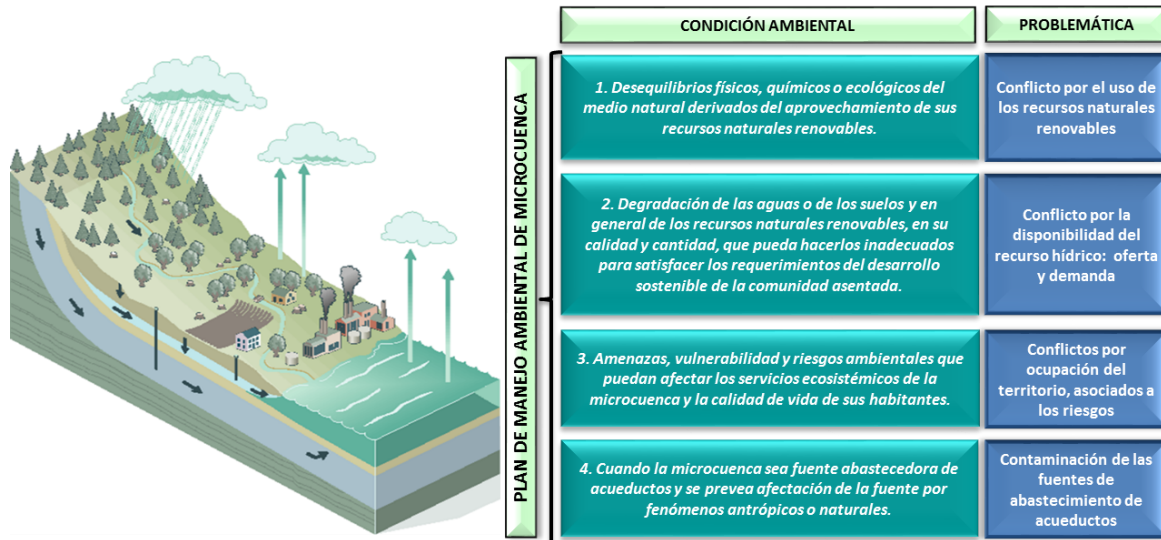 CONDICIÓN AMBIENTAL
PROBLEMÁTICA
PLAN DE MANEJO AMBIENTAL DE MICROCUENCA
1. Desequilibrios físicos, químicos o ecológicos del
medio natural derivados del aprovechamiento de sus
recursos naturales renovables.
Conflicto por el uso de
los recursos naturales
renovables
2. Degradación de las aguas o de los suelos y en
general de los recursos naturales renovables, en su
calidad y cantidad, que pueda hacerlos inadecuados
para satisfacer los requerimientos del desarrollo
sostenible de la comunidad asentada.
Conflicto por la
disponibilidad del
recurso hídrico: oferta
y demanda
3. Amenazas, vulnerabilidad y riesgos ambientales que
puedan afectar los servicios ecosistémicos de la
microcuenca y la calidad de vida de sus habitantes.
Conflictos por
ocupación del
territorio, asociados a
los riesgos
4. Cuando la microcuenca sea fuente abastecedora de
acueductos y se prevea afectación de la fuente por
fenómenos antrópicos o naturales.
Contaminación de las
fuentes de
abastecimiento de
acueductos